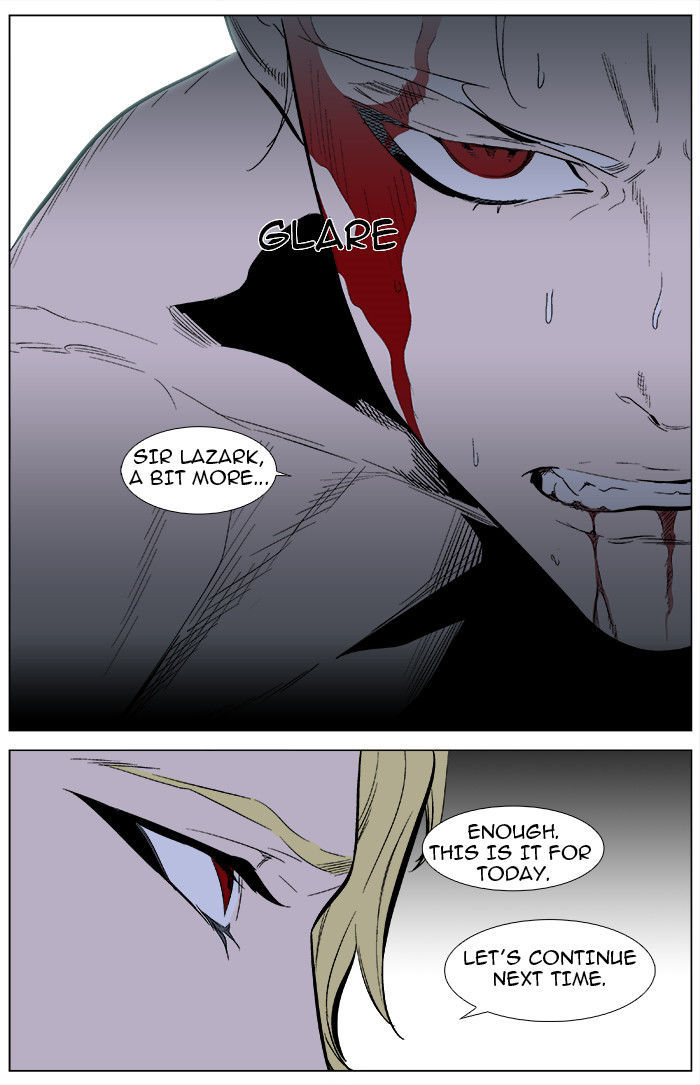 GLARE
SIR LAZARK,
A BIT MORE...
ENOUGH.
THIS IS IT FOR
TODAY.
LET'S CONTINUE
NEXT TIME.